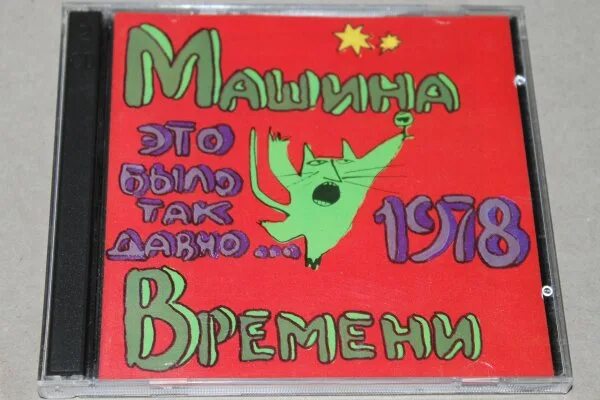 Машина
это
было
так
давно...
1978
Времени